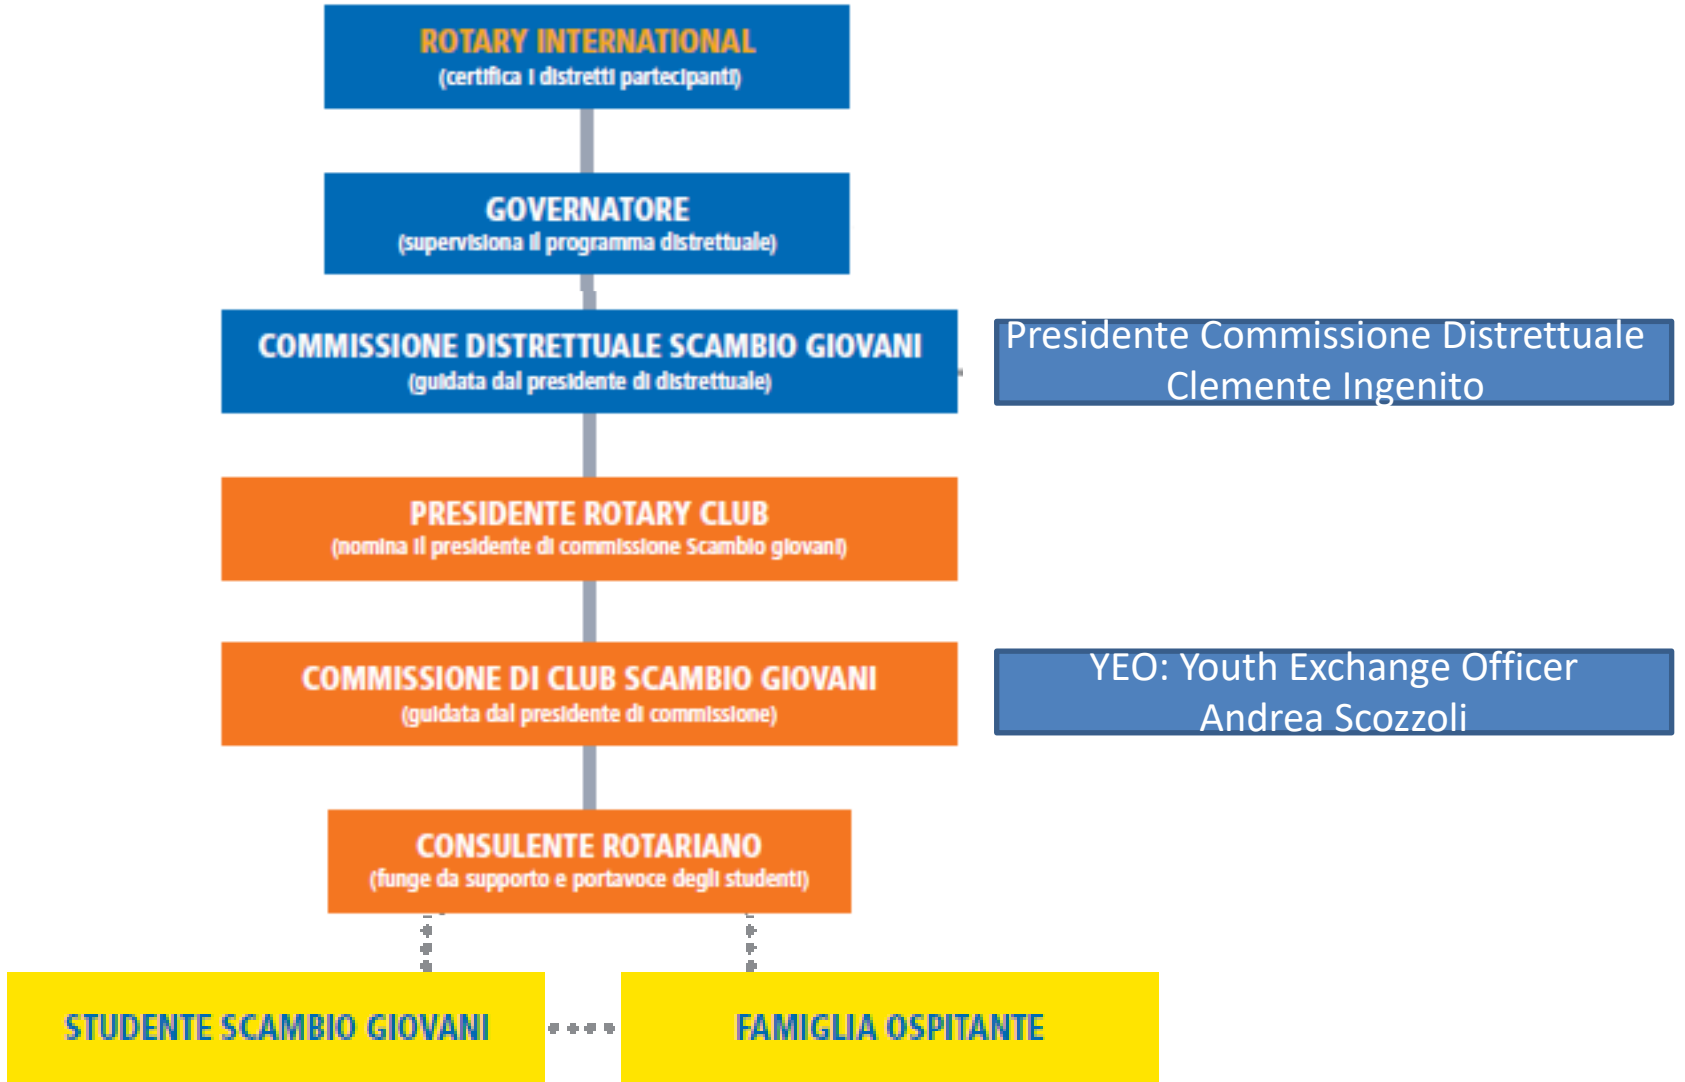 ROTARY INTERNATIONAL
(certifica i distretti partecipanti)
GOVERNATORE
(supervisiona il programma distrettuale)
COMMISSIONE DISTRETTUALE SCAMBIO GIOVANI
(guidata dal presidente di distrettuale)
Presidente Commissione Distrettuale
Clemente Ingenito
PRESIDENTE ROTARY CLUB
(nomina il presidente di commissione Scambio giovani)
COMMISSIONE DI CLUB SCAMBIO GIOVANI
(guidata dal presidente di commissione)
YEO: Youth Exchange Officer
Andrea Scozzoli
CONSULENTE ROTARIANO
(funge da supporto e portavoce degli studenti)
STUDENTE SCAMBIO GIOVANI
FAMIGLIA OSPITANTE